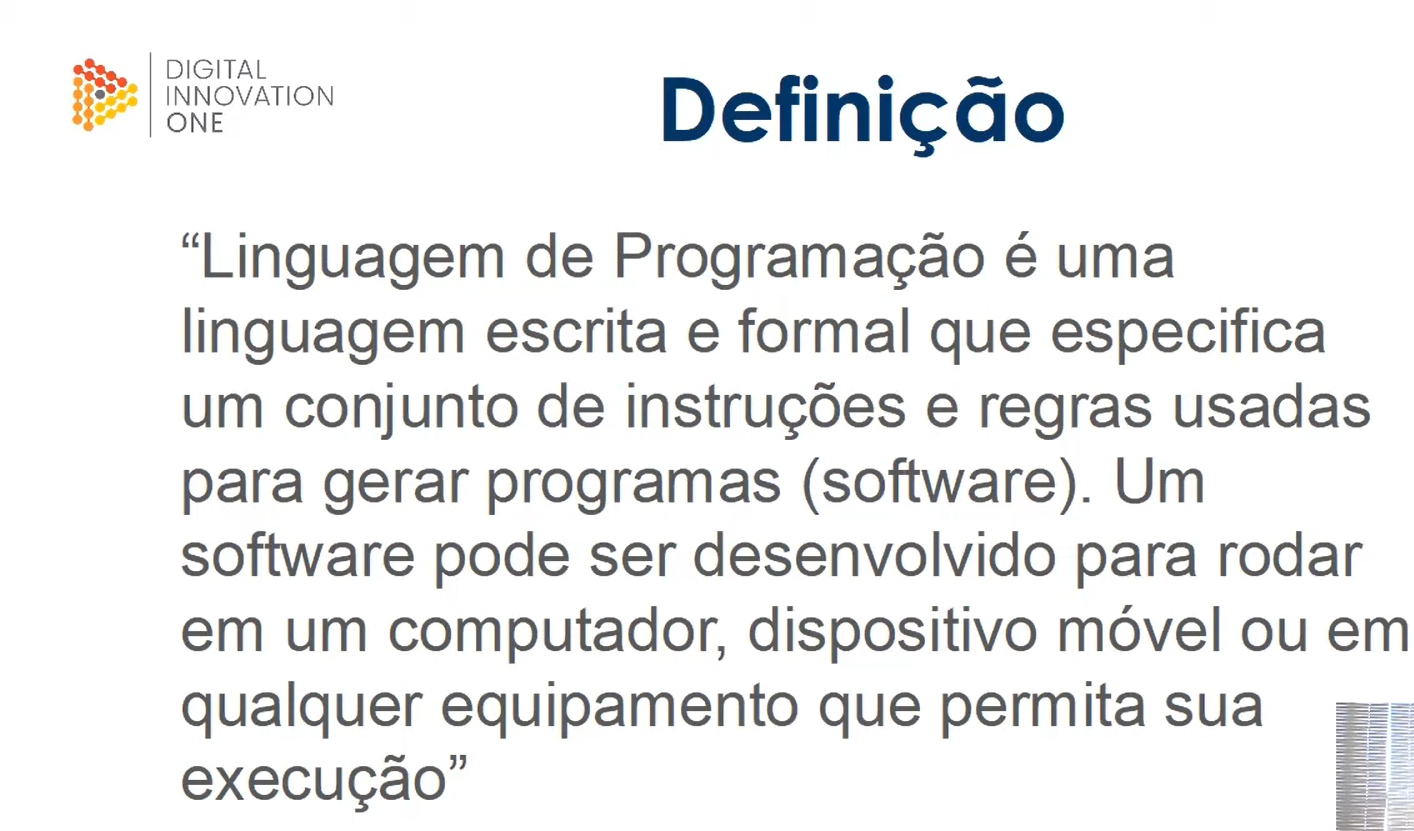 DIGITAL
INNOVATION
ONE
Definição
“Linguagem de Programação é uma
linguagem escrita e formal que especifica
um conjunto de instruções e regras usadas
para gerar programas (software). Um
software pode ser desenvolvido para rodar
em um computador, dispositivo móvel ou em
qualquer equipamento que permita sua
execução”